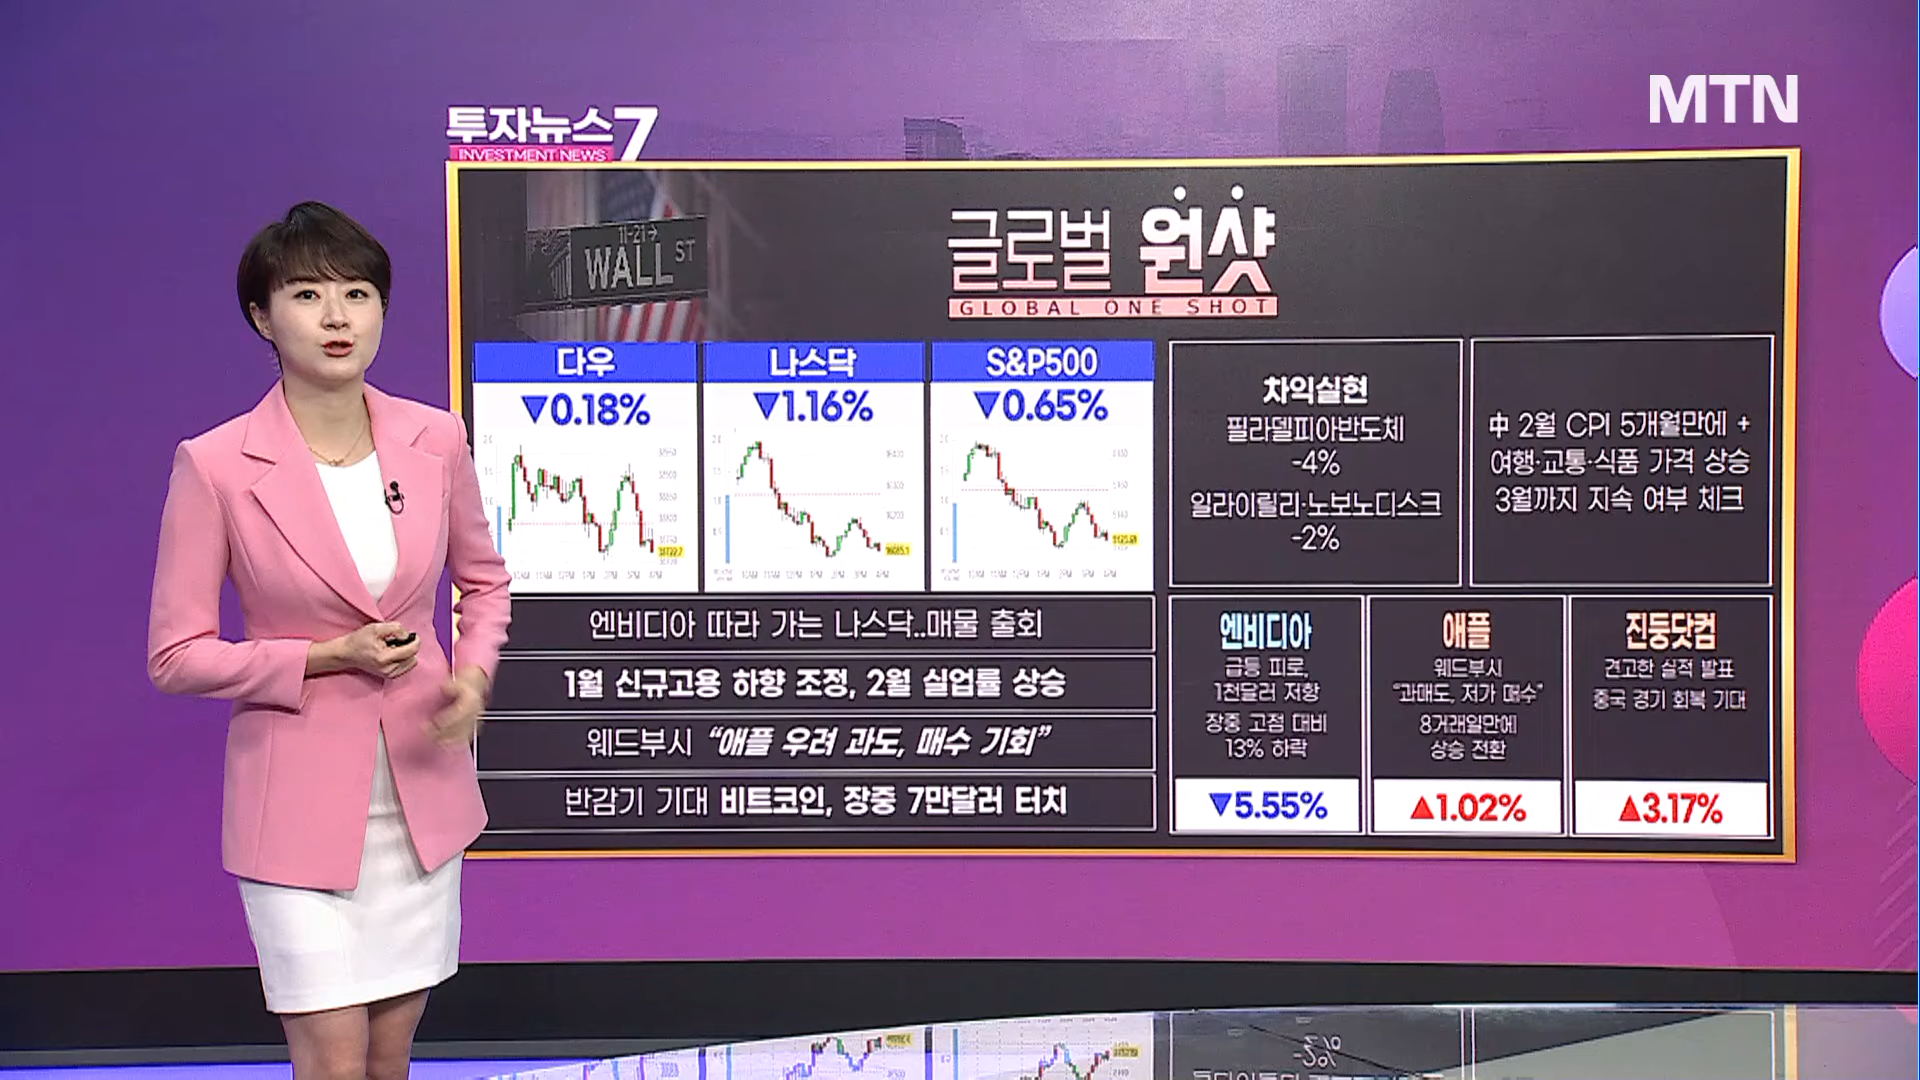 MTN
투자뉴스7
INVESTMENT NEWS
11-21→
WALL ST
글로벌 원샷
GLOBAL ONE SHOT
다우
▼0.18%
나스닥
▼1.16%
S&P500
▼0.65%
차익실현
필라델피아반도체
-4%
일라이릴리·노보노디스크
-2%
中 2월 CPI 5개월만에 +
여행·교통·식품 가격 상승
3월까지 지속 여부 체크
엔비디아 따라 가는 나스닥..매물 출회
1월 신규고용 하향 조정, 2월 실업률 상승
웨드부시 “애플 우려 과도, 매수 기회”
반감기 기대 비트코인, 장중 7만달러 터치
엔비디아
급등 피로,
1천달러 저항
장중 고점 대비
13% 하락
▼5.55%
애플
웨드부시
“과매도, 저가 매수”
8거래일만에
상승 전환
▲1.02%
진둥닷컴
견고한 실적 발표
중국 경기 회복 기대
▲3.17%